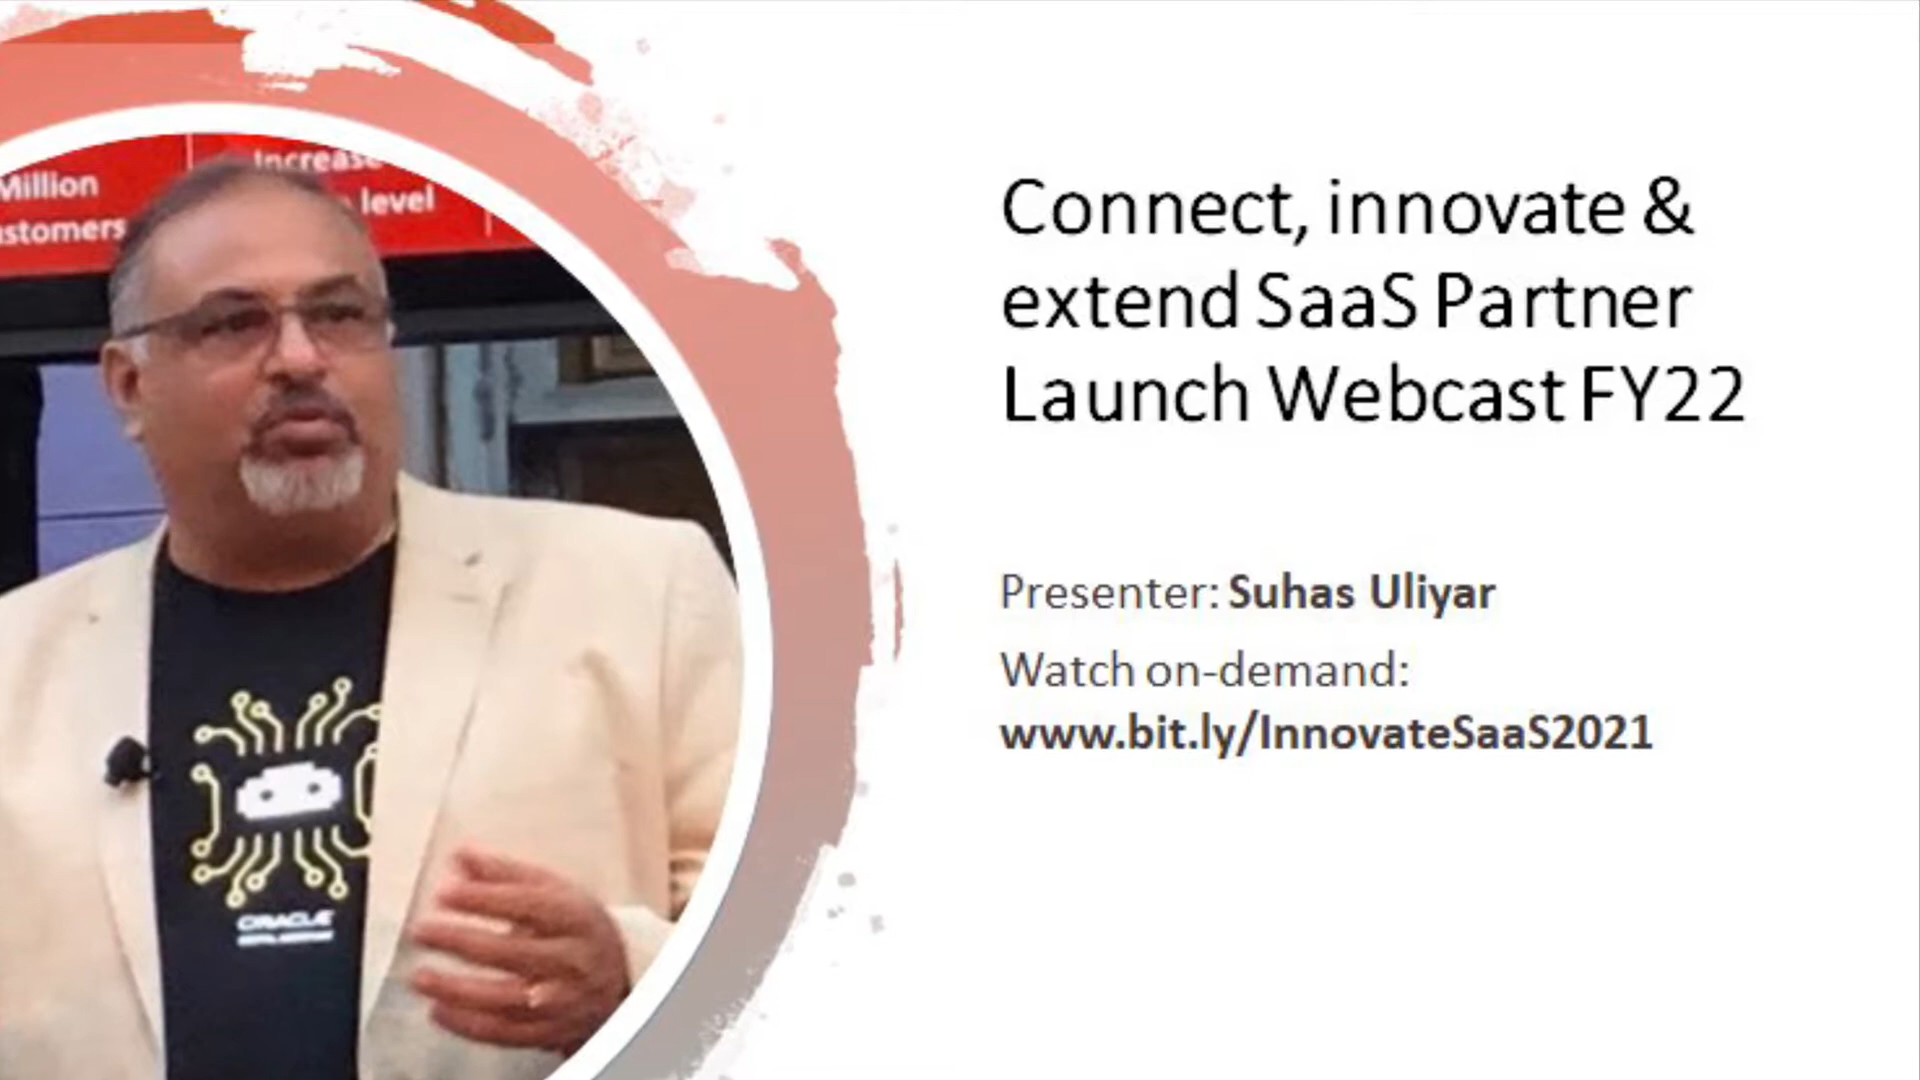 Million
Increase
level
Connect, innovate &
extend SaaS Partner
Launch Webcast FY22
Presenter: Suhas Uliyar
Watch on-demand:
www.bit.ly/InnovateSaaS2021
ORACLE